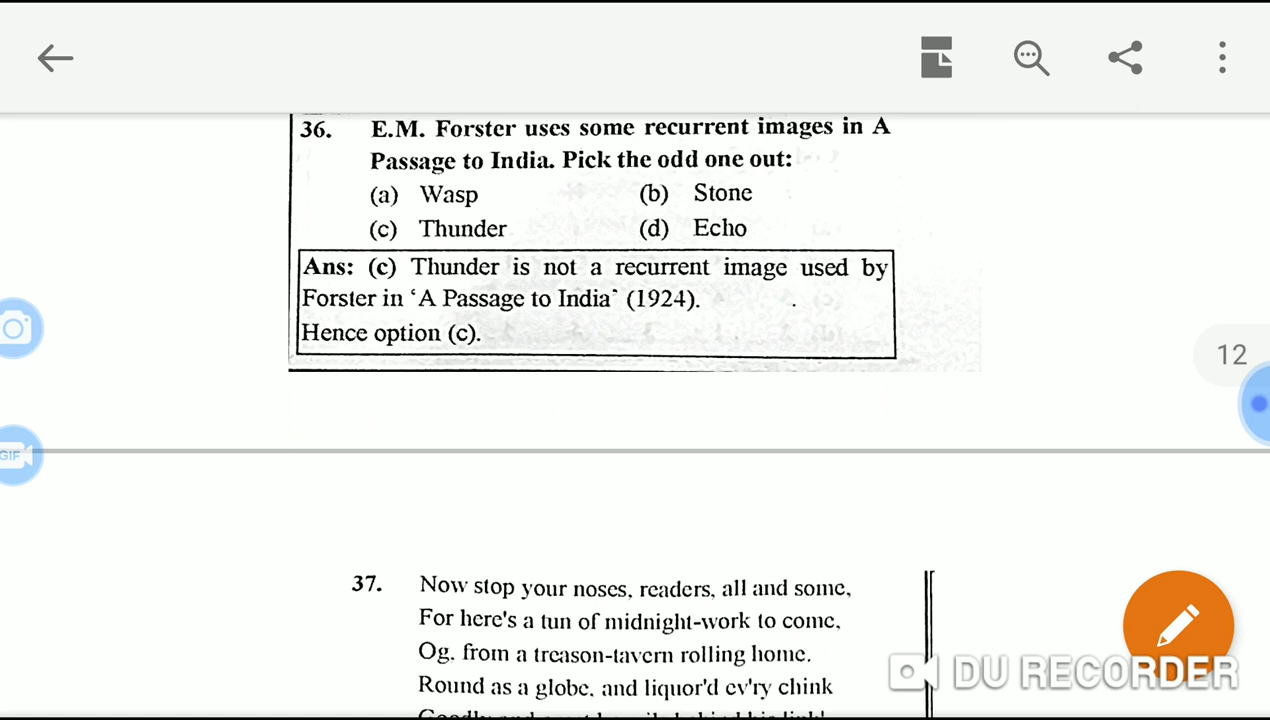 36. E.M. Forster uses some recurrent images in A
Passage to India. Pick the odd one out:
(a) Wasp (b) Stone
(c) Thunder (d) Echo
Ans: (c) Thunder is not a recurrent image used by
Forster in ‘A Passage to India’ (1924).
Hence option (c).
12
GIF
37. Now stop your noses, readers, all and some,
For here's a tun of midnight-work to come,
Og. from a treason-tavern rolling home.
Round as a globe, and liquor'd ev'ry chink
DU RECORDER